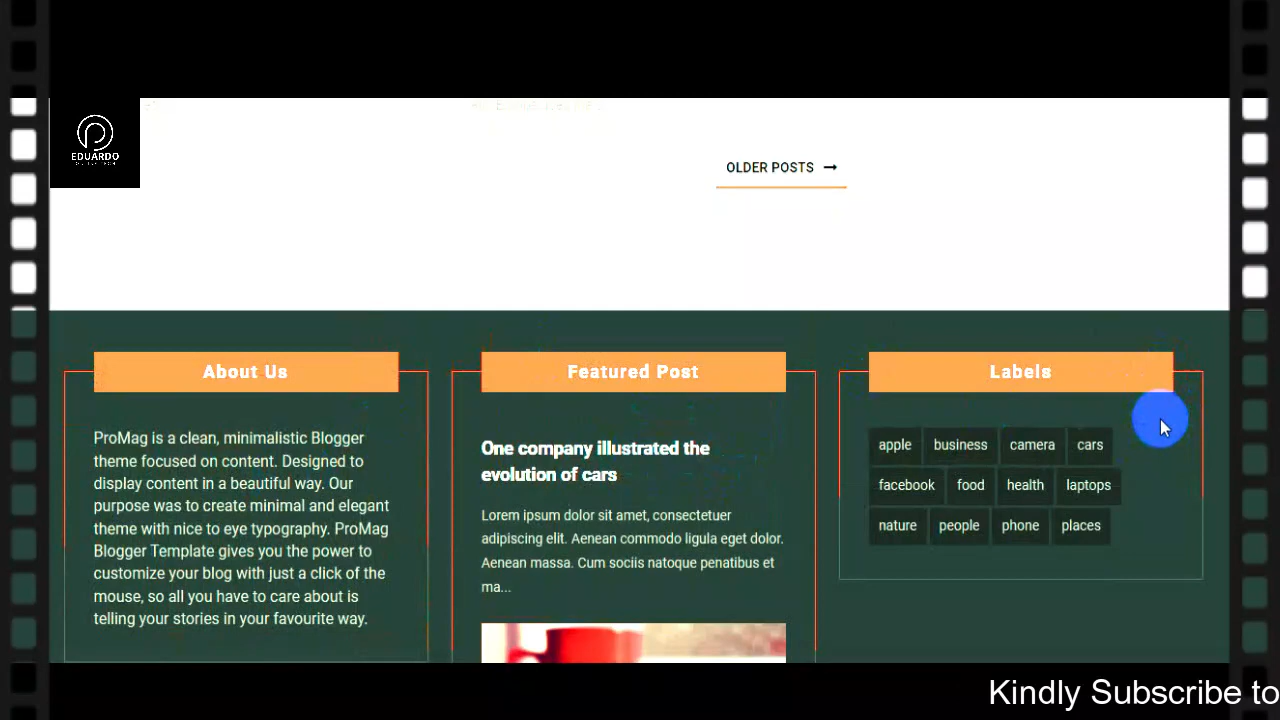 EDUARDO
OLDER POSTS
About Us
ProMag is a clean, minimalistic Blogger
theme focused on content. Designed to
display content in a beautiful way. Our
purpose was to create minimal and elegant
theme with nice to eye typography. ProMag
Blogger Template gives you the power to
customize your blog with just a click of the
mouse, so all you have to care about is
telling your stories in your favourite way.
Featured Post
One company illustrated the
evolution of cars
Lorem ipsum dolor sit amet, consectetuer
adipiscing elit. Aenean commodo ligula eget dolor.
Aenean massa. Cum sociis natoque penatibus et
ma...
Labels
apple business camera cars
facebook food health laptops
nature people phone places
Kindly Subscribe to